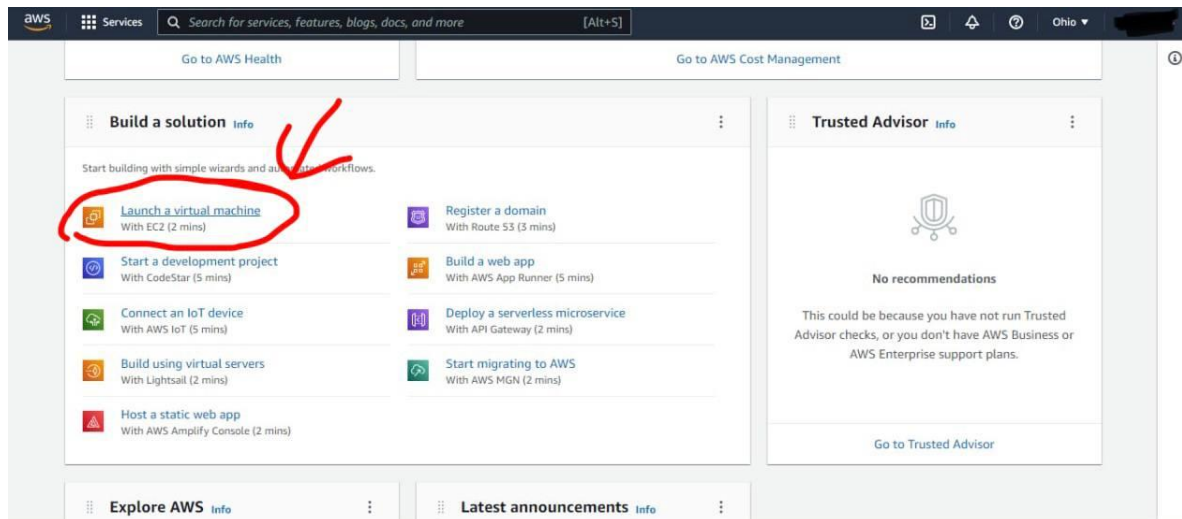 aws Services Search for services, features, blogs, docs, and more [Alt+S] Ohio
Go to AWS Health
Go to AWS Cost Management
Build a solution Info
Start building with simple wizards and automated workflows.
Launch a virtual machine
With EC2 (2 mins)
Register a domain
With Route 53 (3 mins)
Start a development project
With CodeStar (5 mins)
Build a web app
With AWS App Runner (5 mins)
Connect an IoT device
With AWS IoT (5 mins)
Deploy a serverless microservice
With API Gateway (2 mins)
Build using virtual servers
With Lightsail (2 mins)
Start migrating to AWS
With AWS MGN (2 mins)
Host a static web app
With AWS Amplify Console (2 mins)
Trusted Advisor Info
No recommendations
This could be because you have not run Trusted
Advisor checks, or you don't have AWS Business or
AWS Enterprise support plans.
Go to Trusted Advisor
Explore AWS Info
Latest announcements Info